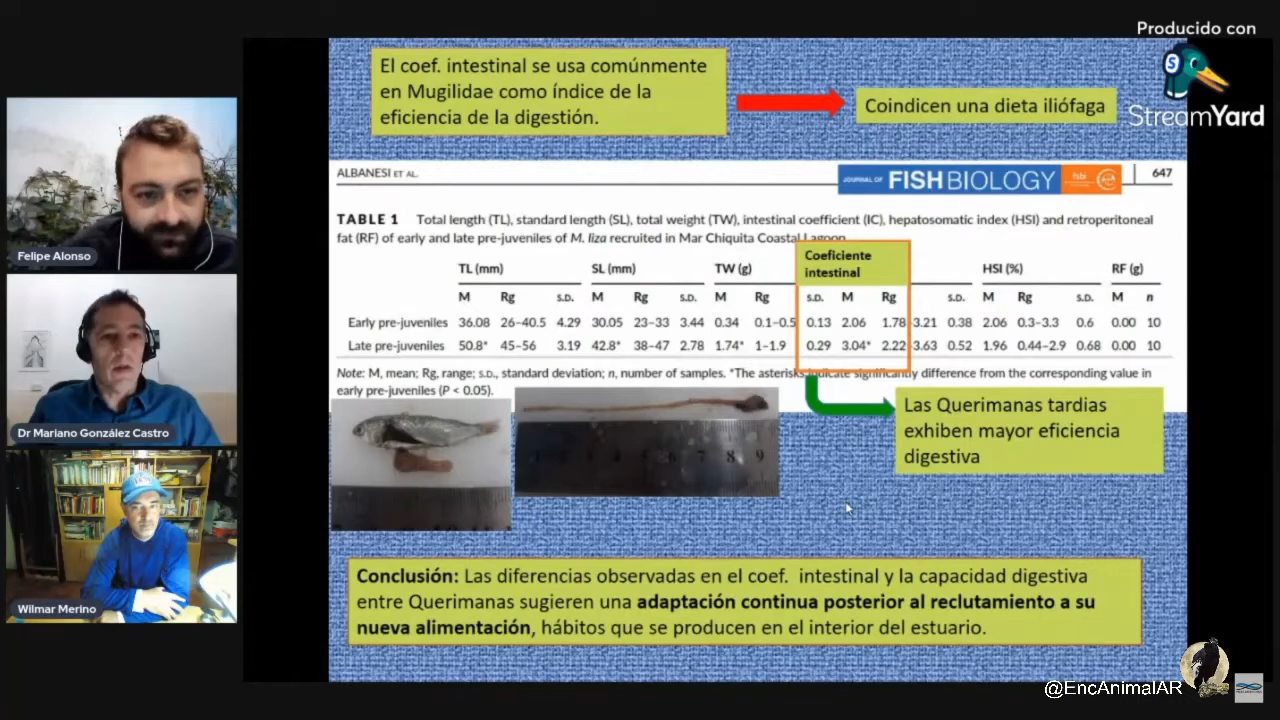 Producido con
StreamYard
El coef. intestinal se usa comúnmente
en Mugilidae como índice de la
eficiencia de la digestión.
Coindicen una dieta iliófaga
ALBANESI ET AL.
JOURNAL OF FISH BIOLOGY
fsbi
647
TABLE 1 Total length (TL), standard length (SL), total weight (TW), intestinal coefficient (IC), hepatosomatic index (HSI) and retroperitoneal
fat (RF) of early and late pre-juveniles of M. liza recruited in Mar Chiquita Coastal Lagoon
Coeficiente
intestinal
TL (mm) SL (mm) TW (g) HSI (%) RF (g)
M Rg S.D. M Rg S.D. M Rg S.D. M Rg S.D. M Rg S.D. M n
Early pre-juveniles 36.08 26–40.5 4.29 30.05 23–33 3.44 0.34 0.1–0.5 0.13 2.06 1.78–3.21 0.38 2.06 0.3–3.3 0.6 0.00 10
Late pre-juveniles 50.8* 45–56 3.19 42.8* 38–47 2.78 1.74* 1–1.9 0.29 3.04* 2.22–3.63 0.52 1.96 0.44–2.9 0.68 0.00 10
Note: M, mean; Rg, range; S.D., standard deviation; n, number of samples. *The asterisks indicate significantly difference from the corresponding value in
early pre-juveniles (P < 0.05).
Las Querimanas tardias
exhiben mayor eficiencia
digestiva
Conclusión: Las diferencias observadas en el coef. intestinal y la capacidad digestiva
entre Querimanas sugieren una adaptación continua posterior al reclutamiento a su
nueva alimentación, hábitos que se producen en el interior del estuario.
Felipe Alonso
Dr Mariano González Castro
Wilmar Merino
@EncAnimalAR